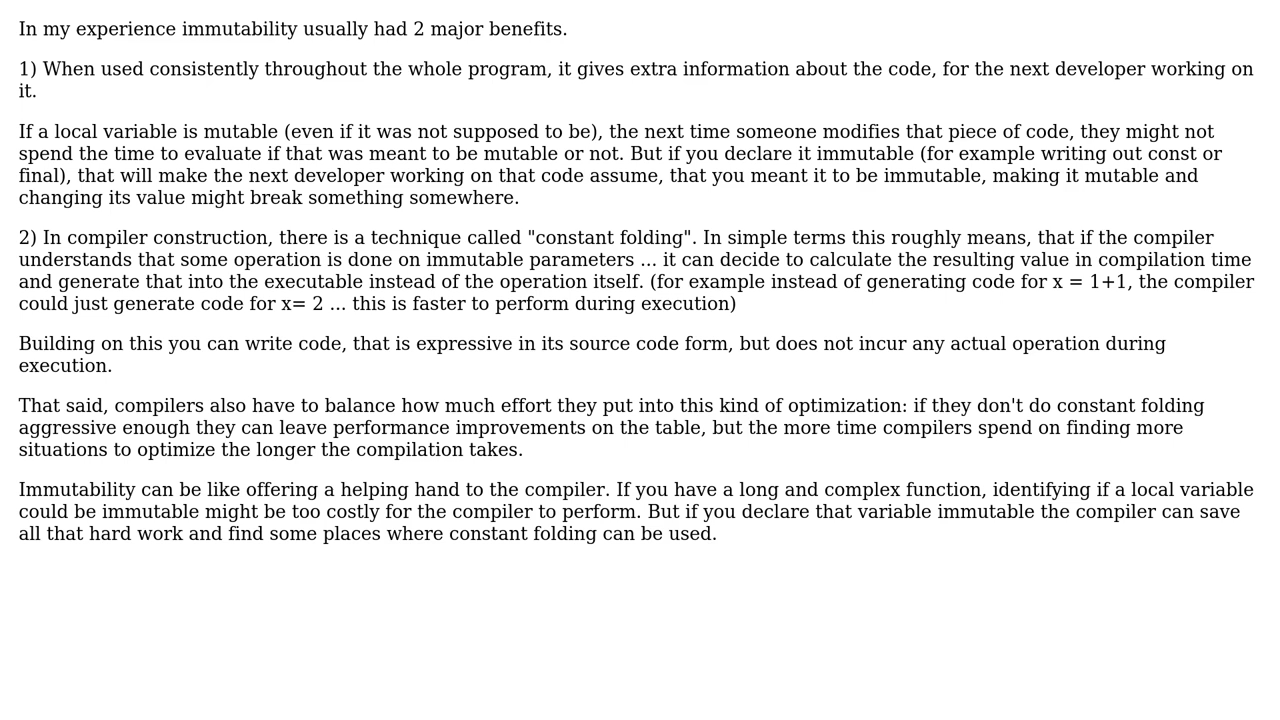 In my experience immutability usually had 2 major benefits.
1) When used consistently throughout the whole program, it gives extra information about the code, for the next developer working on
it.
If a local variable is mutable (even if it was not supposed to be), the next time someone modifies that piece of code, they might not
spend the time to evaluate if that was meant to be mutable or not. But if you declare it immutable (for example writing out const or
final), that will make the next developer working on that code assume, that you meant it to be immutable, making it mutable and
changing its value might break something somewhere.
2) In compiler construction, there is a technique called "constant folding". In simple terms this roughly means, that if the compiler
understands that some operation is done on immutable parameters ... it can decide to calculate the resulting value in compilation time
and generate that into the executable instead of the operation itself. (for example instead of generating code for x = 1+1, the compiler
could just generate code for x= 2 ... this is faster to perform during execution)
Building on this you can write code, that is expressive in its source code form, but does not incur any actual operation during
execution.
That said, compilers also have to balance how much effort they put into this kind of optimization: if they don't do constant folding
aggressive enough they can leave performance improvements on the table, but the more time compilers spend on finding more
situations to optimize the longer the compilation takes.
Immutability can be like offering a helping hand to the compiler. If you have a long and complex function, identifying if a local variable
could be immutable might be too costly for the compiler to perform. But if you declare that variable immutable the compiler can save
all that hard work and find some places where constant folding can be used.